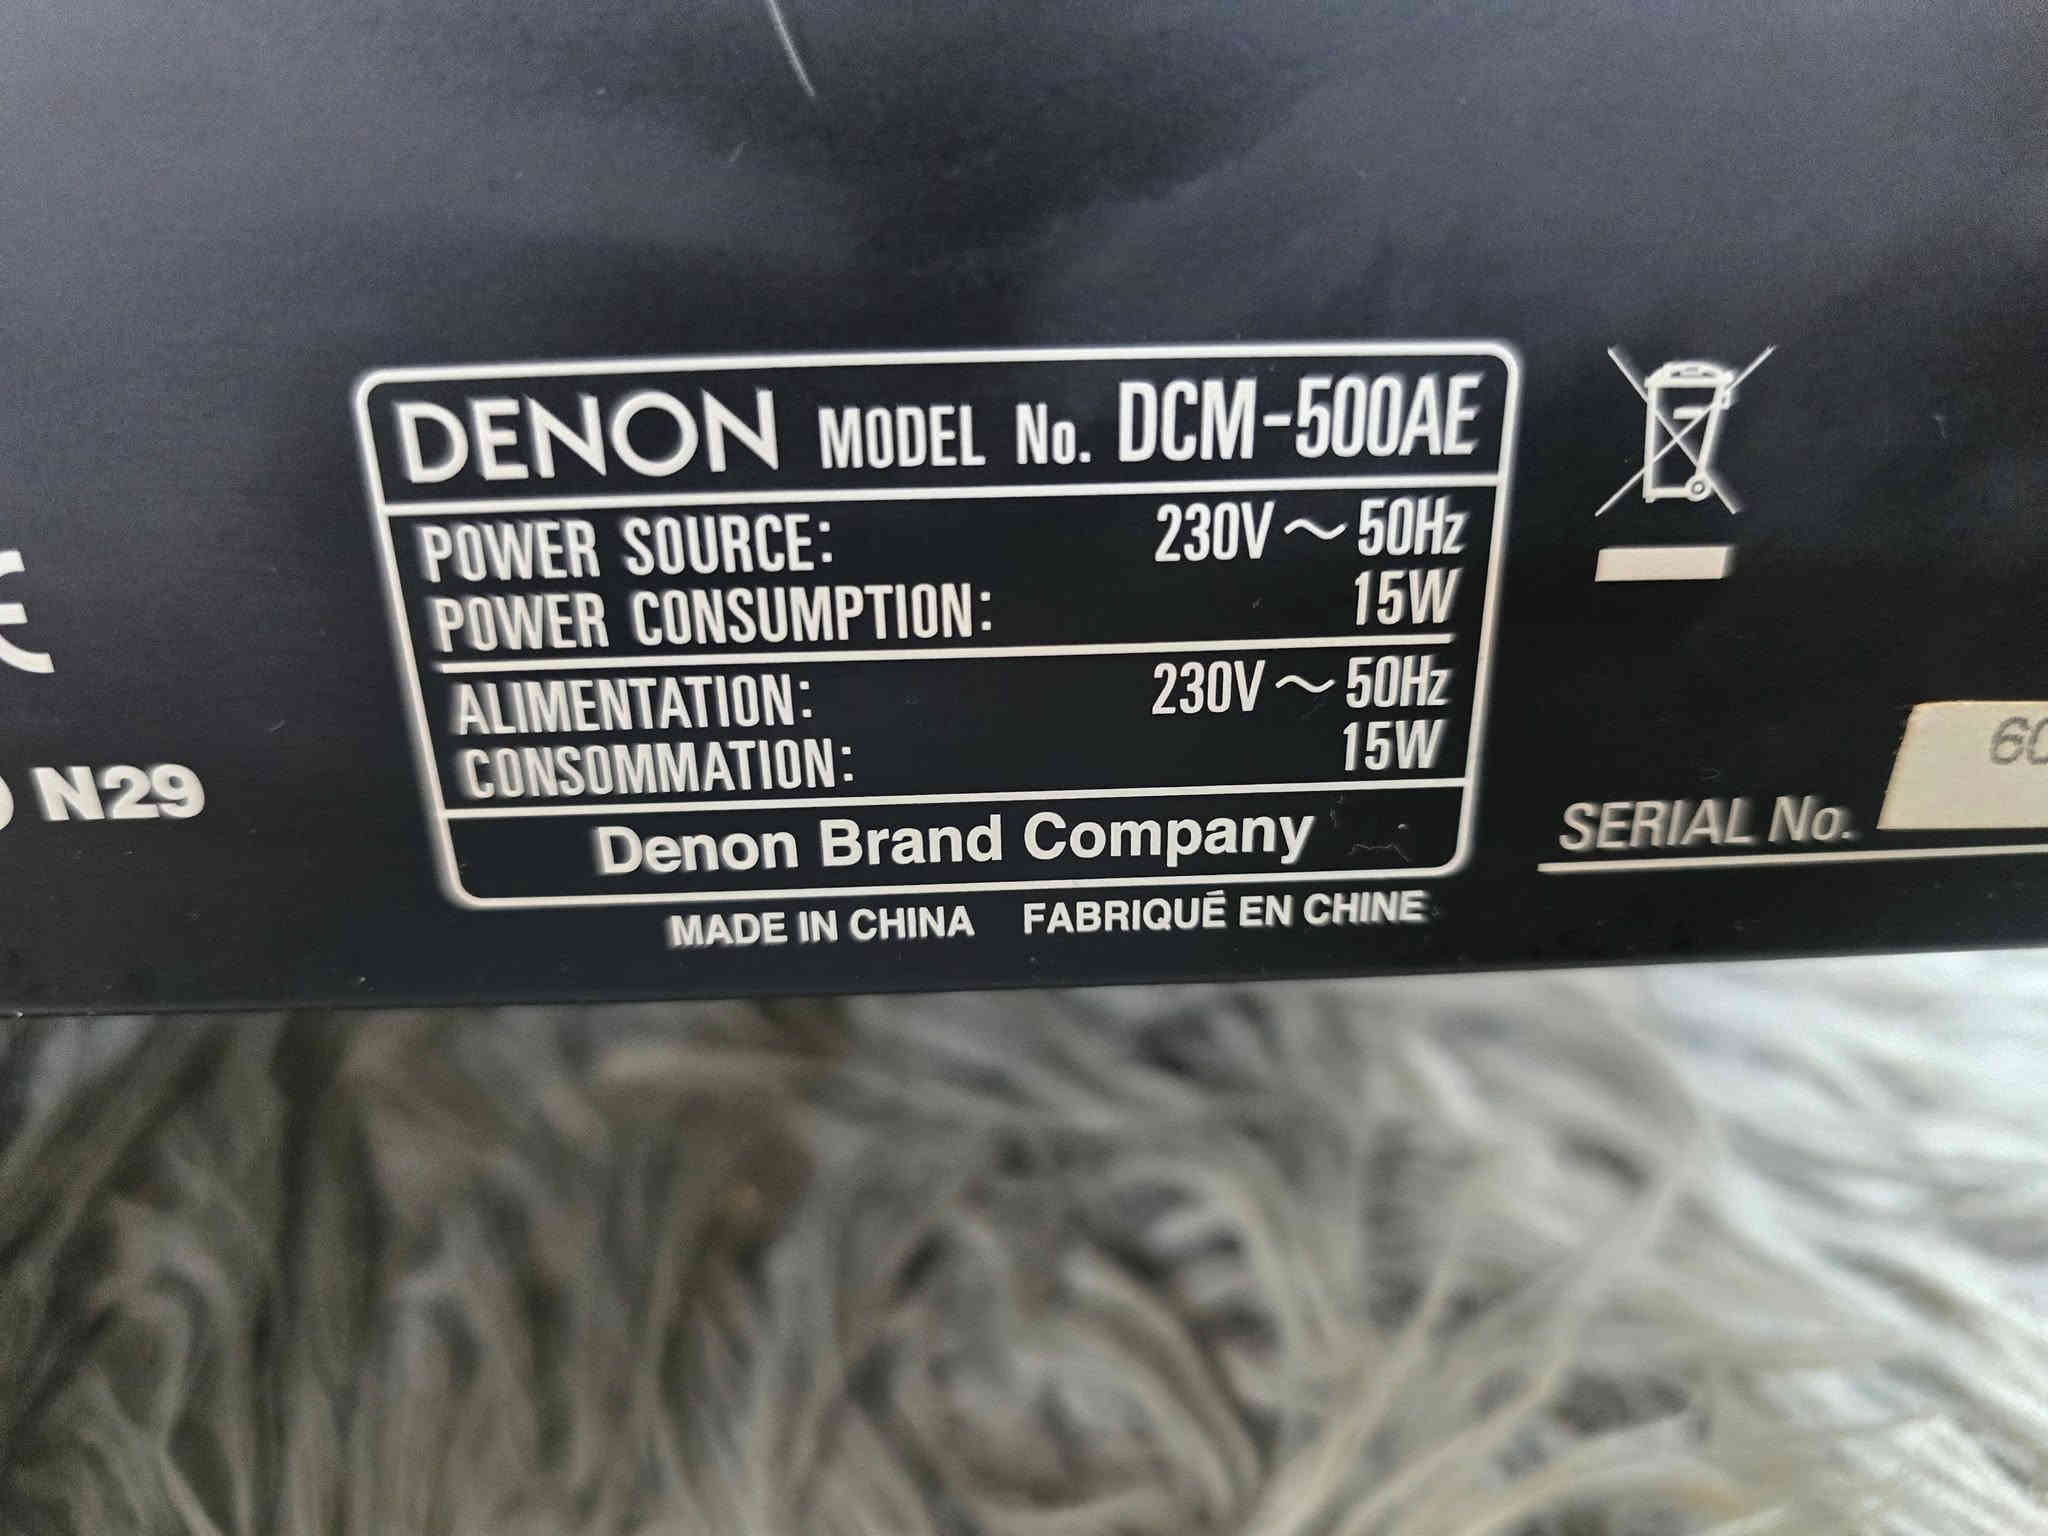 DENON MODEL No. DCM-500AE
POWER SOURCE: 230V ~ 50Hz
POWER CONSUMPTION: 15W
ALIMENTATION: 230V ~ 50Hz
CONSOMMATION: 15W
Denon Brand Company
MADE IN CHINA FABRIQUÉ EN CHINE
N29
SERIAL No. 60